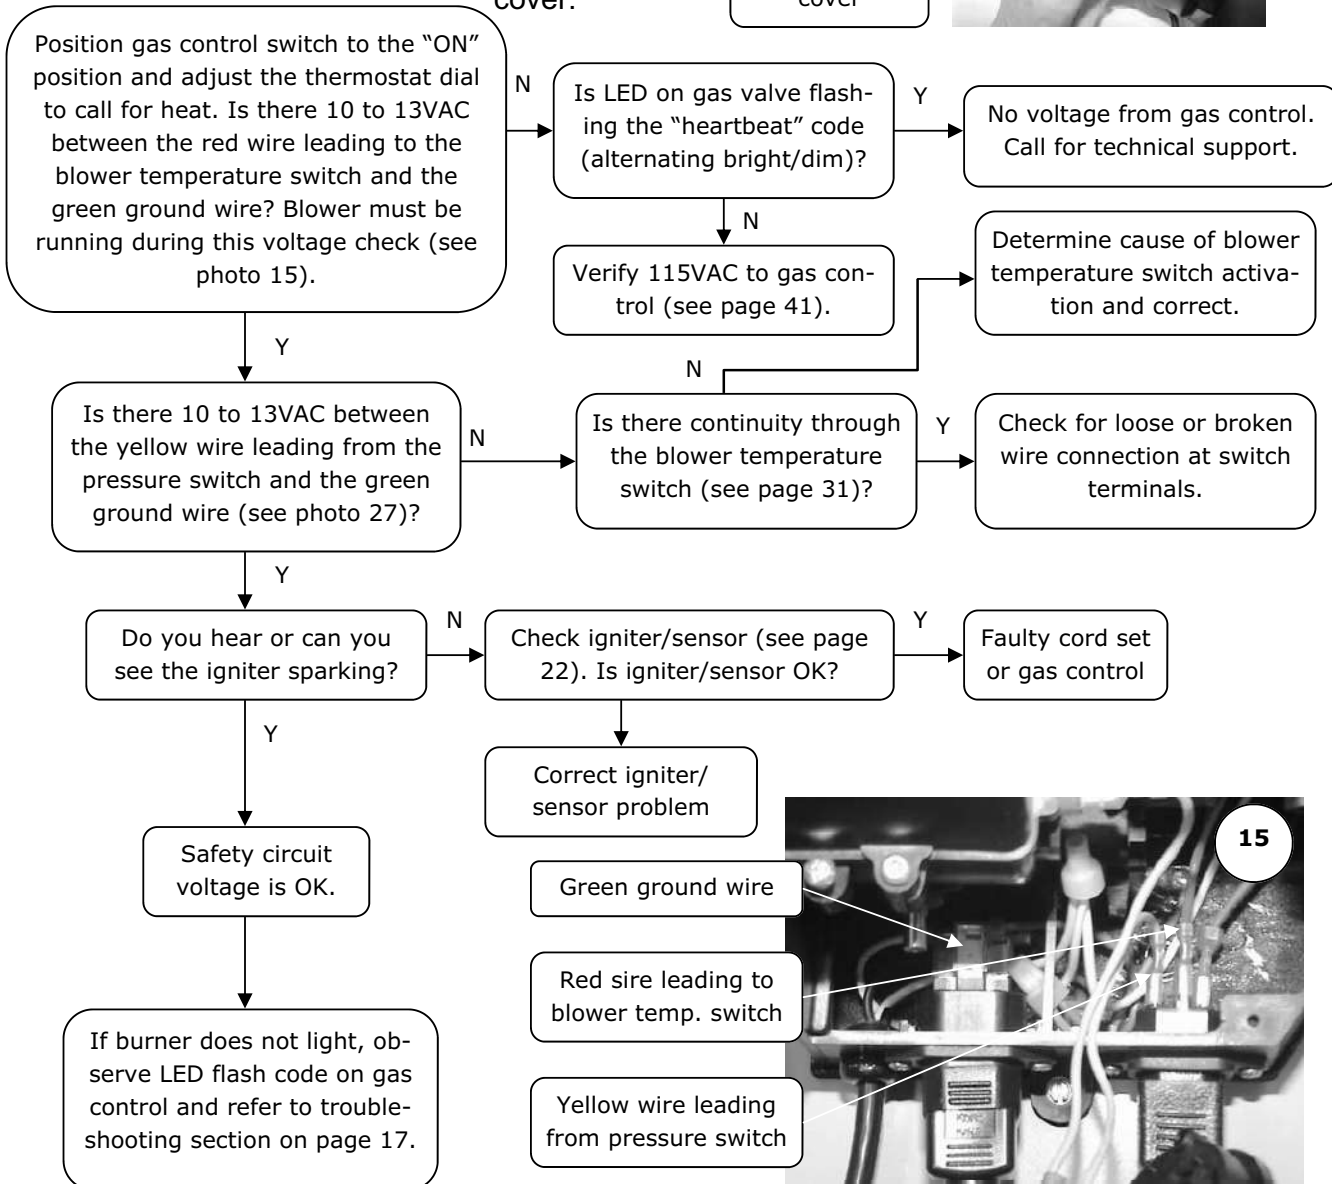 cover.
cover
Position gas control switch to the “ON”
position and adjust the thermostat dial
to call for heat. Is there 10 to 13VAC
between the red wire leading to the
blower temperature switch and the
green ground wire? Blower must be
running during this voltage check (see
photo 15).
N
Is LED on gas valve flash-
ing the “heartbeat” code
(alternating bright/dim)?
Y
No voltage from gas control.
Call for technical support.
N
Verify 115VAC to gas con-
trol (see page 41).
Determine cause of blower
temperature switch activa-
tion and correct.
Y
N
Is there 10 to 13VAC between
the yellow wire leading from the
pressure switch and the green
ground wire (see photo 27)?
N
Is there continuity through
the blower temperature
switch (see page 31)?
Y
Check for loose or broken
wire connection at switch
terminals.
Y
Do you hear or can you
see the igniter sparking?
N
Check igniter/sensor (see page
22). Is igniter/sensor OK?
Y
Faulty cord set
or gas control
Y
Correct igniter/
sensor problem
Safety circuit
voltage is OK.
15
Green ground wire
Red sire leading to
blower temp. switch
If burner does not light, ob-
serve LED flash code on gas
control and refer to trouble-
shooting section on page 17.
Yellow wire leading
from pressure switch